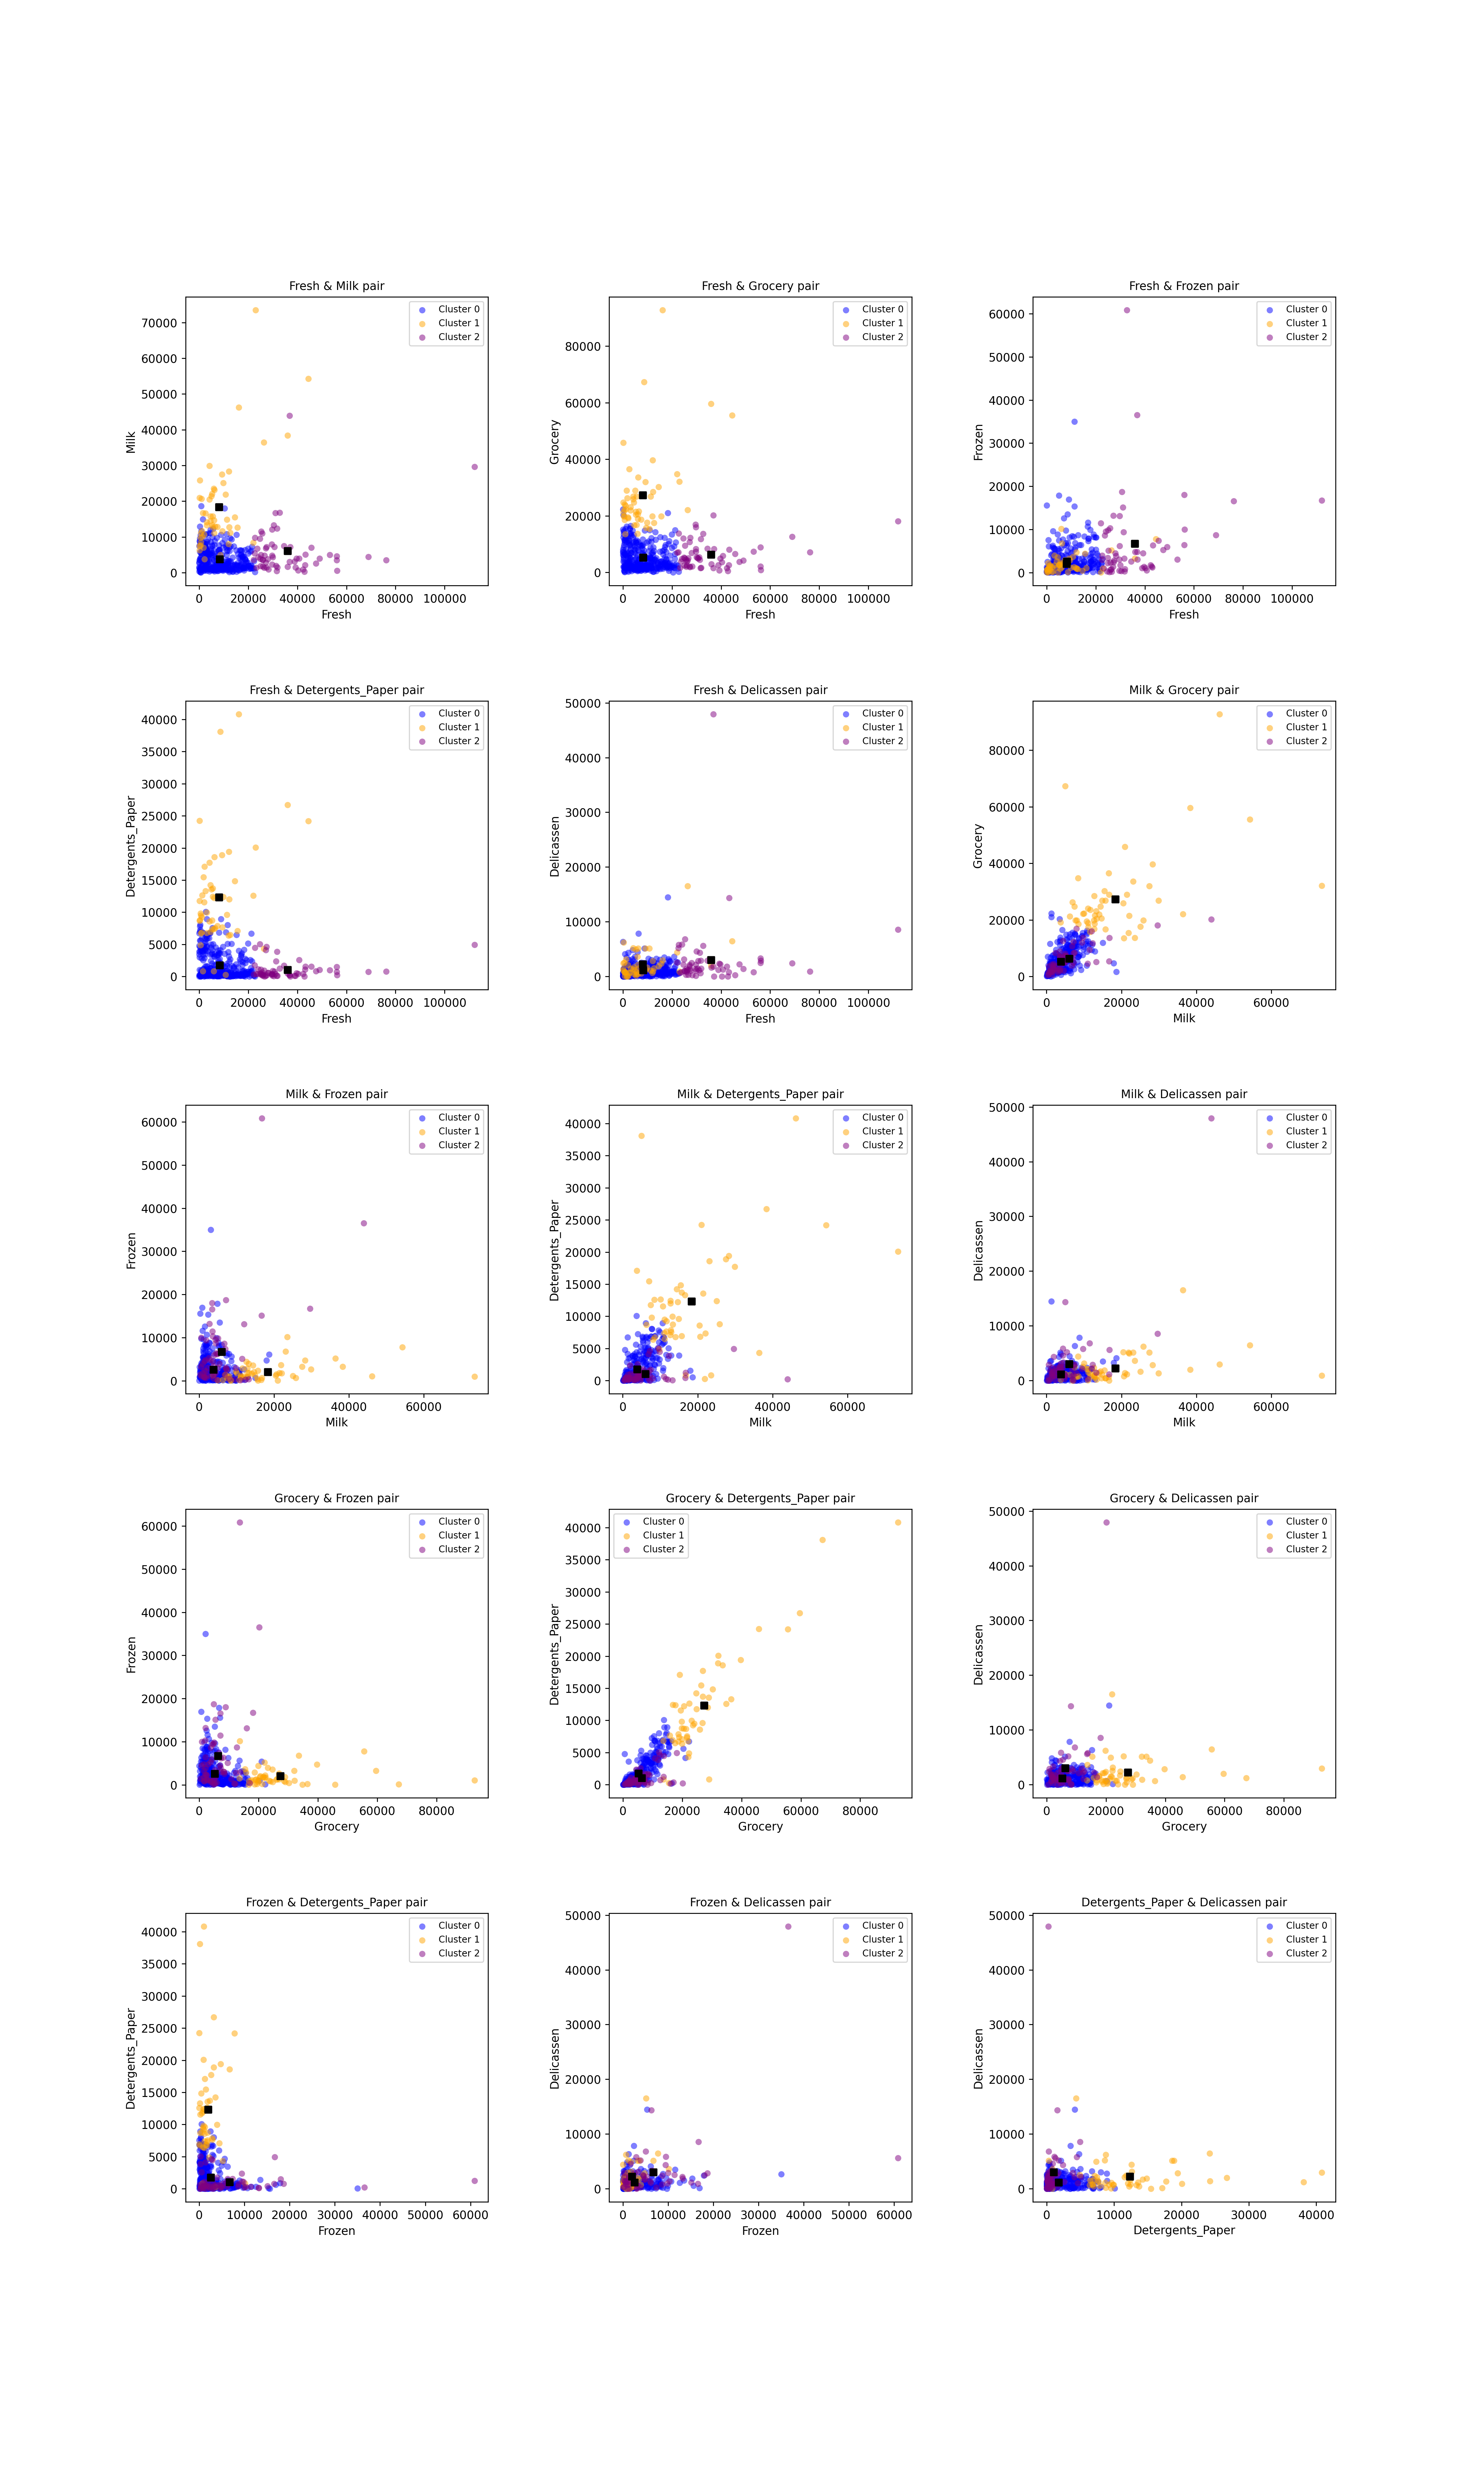 Fresh & Milk pair
Milk
70000
60000
50000
40000
30000
20000
10000
0
0 20000 40000 60000 80000 100000
Fresh
Cluster 0
Cluster 1
Cluster 2
Fresh & Grocery pair
Grocery
80000
60000
40000
20000
0
0 20000 40000 60000 80000 100000
Fresh
Cluster 0
Cluster 1
Cluster 2
Fresh & Frozen pair
Frozen
60000
50000
40000
30000
20000
10000
0
0 20000 40000 60000 80000 100000
Fresh
Cluster 0
Cluster 1
Cluster 2
Fresh & Detergents_Paper pair
Detergents_Paper
40000
35000
30000
25000
20000
15000
10000
5000
0
0 20000 40000 60000 80000 100000
Fresh
Cluster 0
Cluster 1
Cluster 2
Fresh & Delicassen pair
Delicassen
50000
40000
30000
20000
10000
0
0 20000 40000 60000 80000 100000
Fresh
Cluster 0
Cluster 1
Cluster 2
Milk & Grocery pair
Grocery
80000
60000
40000
20000
0
0 20000 40000 60000
Milk
Cluster 0
Cluster 1
Cluster 2
Milk & Frozen pair
Frozen
60000
50000
40000
30000
20000
10000
0
0 20000 40000 60000
Milk
Cluster 0
Cluster 1
Cluster 2
Milk & Detergents_Paper pair
Detergents_Paper
40000
35000
30000
25000
20000
15000
10000
5000
0
0 20000 40000 60000
Milk
Cluster 0
Cluster 1
Cluster 2
Milk & Delicassen pair
Delicassen
50000
40000
30000
20000
10000
0
0 20000 40000 60000
Milk
Cluster 0
Cluster 1
Cluster 2
Grocery & Frozen pair
Frozen
60000
50000
40000
30000
20000
10000
0
0 20000 40000 60000 80000
Grocery
Cluster 0
Cluster 1
Cluster 2
Grocery & Detergents_Paper pair
Detergents_Paper
40000
35000
30000
25000
20000
15000
10000
5000
0
0 20000 40000 60000 80000
Grocery
Cluster 0
Cluster 1
Cluster 2
Grocery & Delicassen pair
Delicassen
50000
40000
30000
20000
10000
0
0 20000 40000 60000 80000
Grocery
Cluster 0
Cluster 1
Cluster 2
Frozen & Detergents_Paper pair
Detergents_Paper
40000
35000
30000
25000
20000
15000
10000
5000
0
0 10000 20000 30000 40000 50000 60000
Frozen
Cluster 0
Cluster 1
Cluster 2
Frozen & Delicassen pair
Delicassen
50000
40000
30000
20000
10000
0
0 10000 20000 30000 40000 50000 60000
Frozen
Cluster 0
Cluster 1
Cluster 2
Detergents_Paper & Delicassen pair
Delicassen
50000
40000
30000
20000
10000
0
0 10000 20000 30000 40000
Detergents_Paper
Cluster 0
Cluster 1
Cluster 2